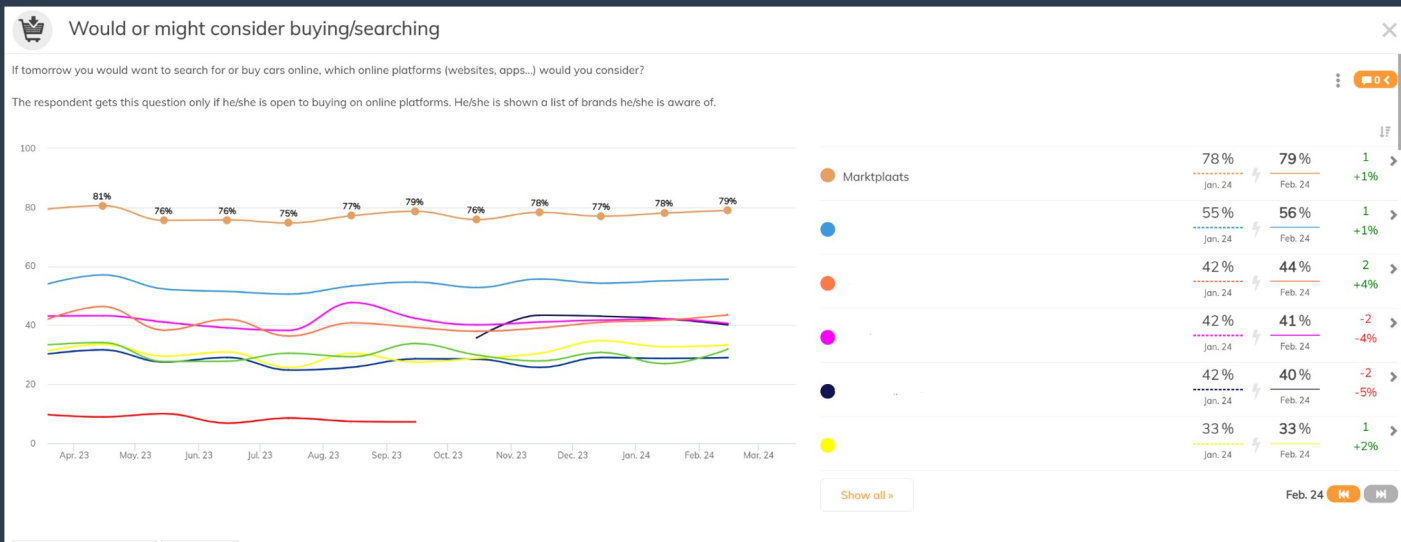 Would or might consider buying/searching
If tomorrow you would want to search for or buy cars online, which online platforms (websites, apps...) would you consider?
0
The respondent gets this question only if he/she is open to buying on online platforms. He/she is shown a list of brands he/she is aware of.
100
80
60
40
20
0
81%
76%
76%
75%
77%
79%
76%
78%
77%
78%
79%
Apr. 23 May. 23 Jun. 23 Jul. 23 Aug. 23 Sep. 23 Oct. 23 Nov. 23 Dec. 23 Jan. 24 Feb. 24 Mar. 24
Marktplaats
78 % 79 % 1
Jan. 24 Feb. 24 +1%
55 % 56 % 1
Jan. 24 Feb. 24 +1%
42 % 44 % 2
Jan. 24 Feb. 24 +4%
42 % 41 % -2
Jan. 24 Feb. 24 -4%
42 % 40 % -2
Jan. 24 Feb. 24 -5%
33 % 33 % 1
Jan. 24 Feb. 24 +2%
Show all »
Feb. 24